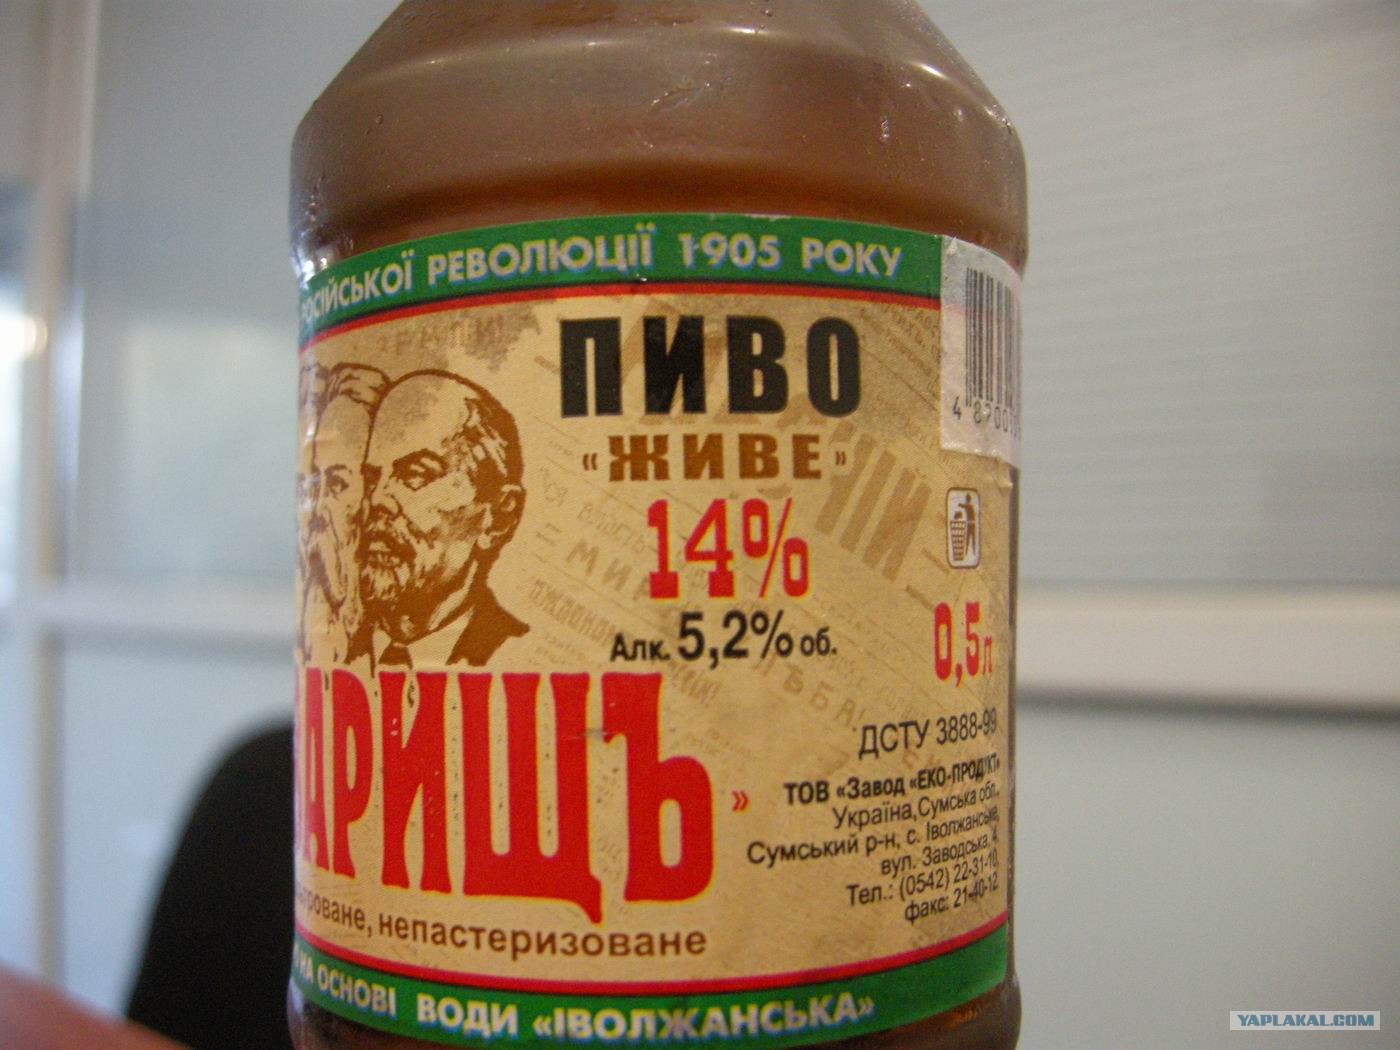 РОСІЙСЬКОЇ РЕВОЛЮЦІЇ 1905 РОКУ
ПИВО
«ЖИВЕ»
14%
Алк. 5,2% об.
0,5 л
АРИЩЪ»
ДСТУ 3888-99
ТОВ «Завод «ЕКО-ПРОДУКТ»
Україна, Сумська обл.,
Сумський р-н, с. Іволжанське,
вул. Заводська, 4,
Тел.: (0542) 22-31-10,
факс: 21-40-12
непастеризоване
НА ОСНОВІ ВОДИ «ІВОЛЖАНСЬКА»
YAPLAKAL.COM